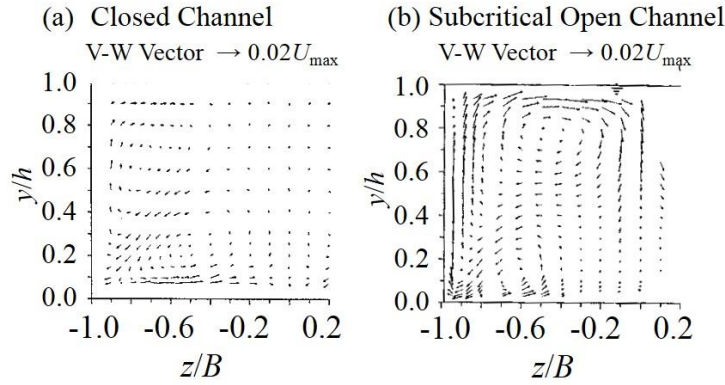 (a) Closed Channel
V-W Vector → 0.02Umax
y/h
1.0
0.8
0.6
0.4
0.2
0.0
-1.0 -0.6 -0.2 0.2
z/B
(b) Subcritical Open Channel
V-W Vector → 0.02Umax
y/h
1.0
0.8
0.6
0.4
0.2
0.0
-1.0 -0.6 -0.2 0.2
z/B